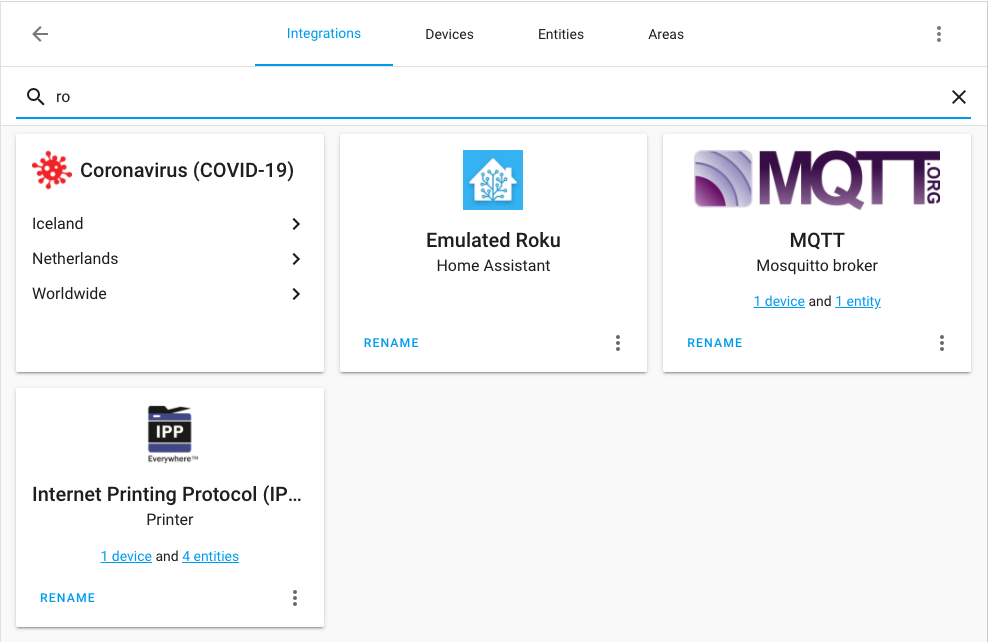 Integrations Devices Entities Areas
ro
Coronavirus (COVID-19)
Iceland
Netherlands
Worldwide
Emulated Roku
Home Assistant
RENAME
MQTT.ORG
MQTT
Mosquitto broker
1 device and 1 entity
RENAME
IPP
Everywhere™
Internet Printing Protocol (IP...
Printer
1 device and 4 entities
RENAME